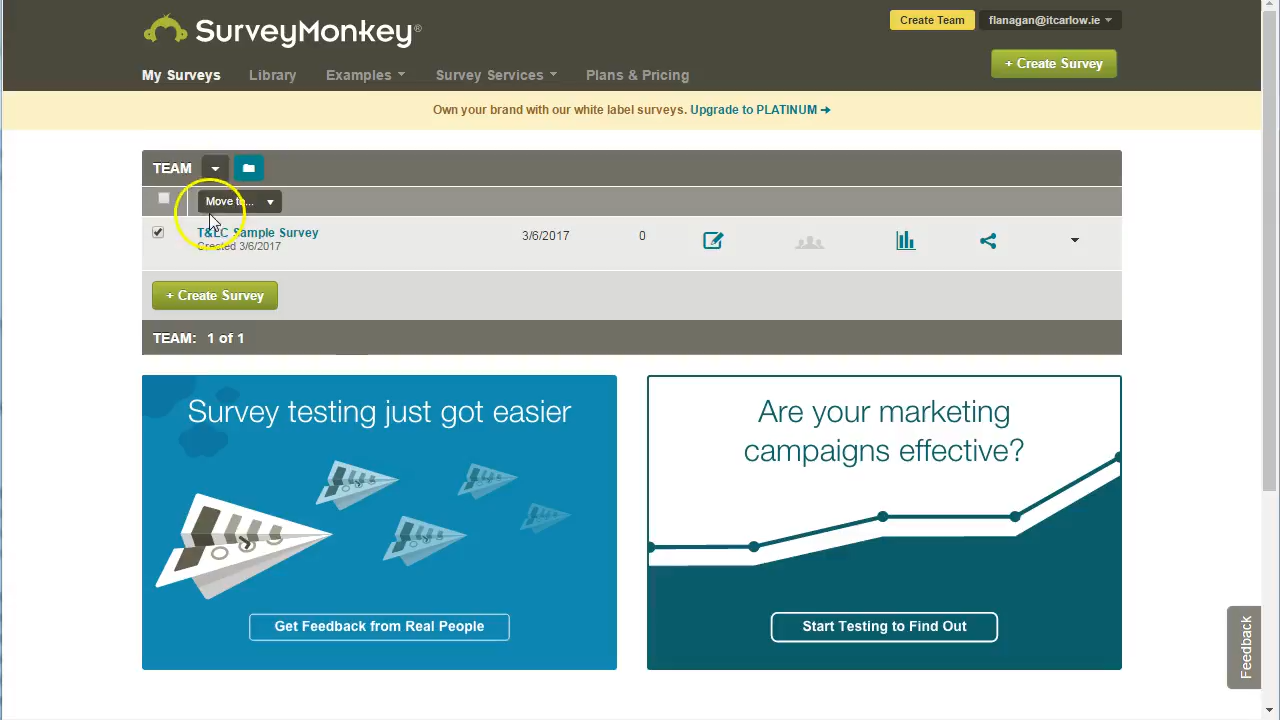 SurveyMonkey®
Create Team
flanagan@itcarlow.ie
My Surveys
Library
Examples
Survey Services
Plans & Pricing
+ Create Survey
Own your brand with our white label surveys. Upgrade to PLATINUM
TEAM
Move to...
T&LC Sample Survey
3/6/2017
0
Created 3/6/2017
+ Create Survey
TEAM: 1 of 1
Survey testing just got easier
Get Feedback from Real People
Are your marketing
campaigns effective?
Start Testing to Find Out
Feedback